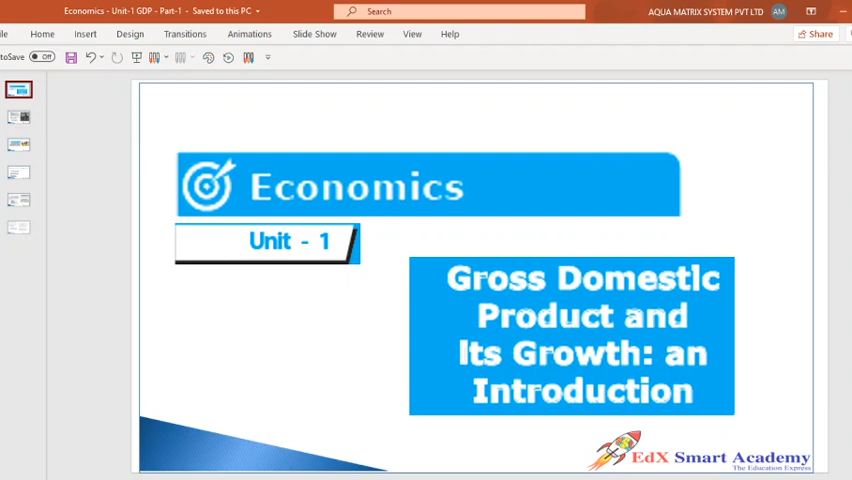 Economics - Unit-1 GDP - Part-1 - Saved to this PC
Search
AQUA MATRIX SYSTEM PVT LTD
AM
Home Insert Design Transitions Animations Slide Show Review View Help
Share
Off
Economics
Unit - 1
Gross Domestic
Product and
Its Growth: an
Introduction
EdX Smart Academy
The Education Express